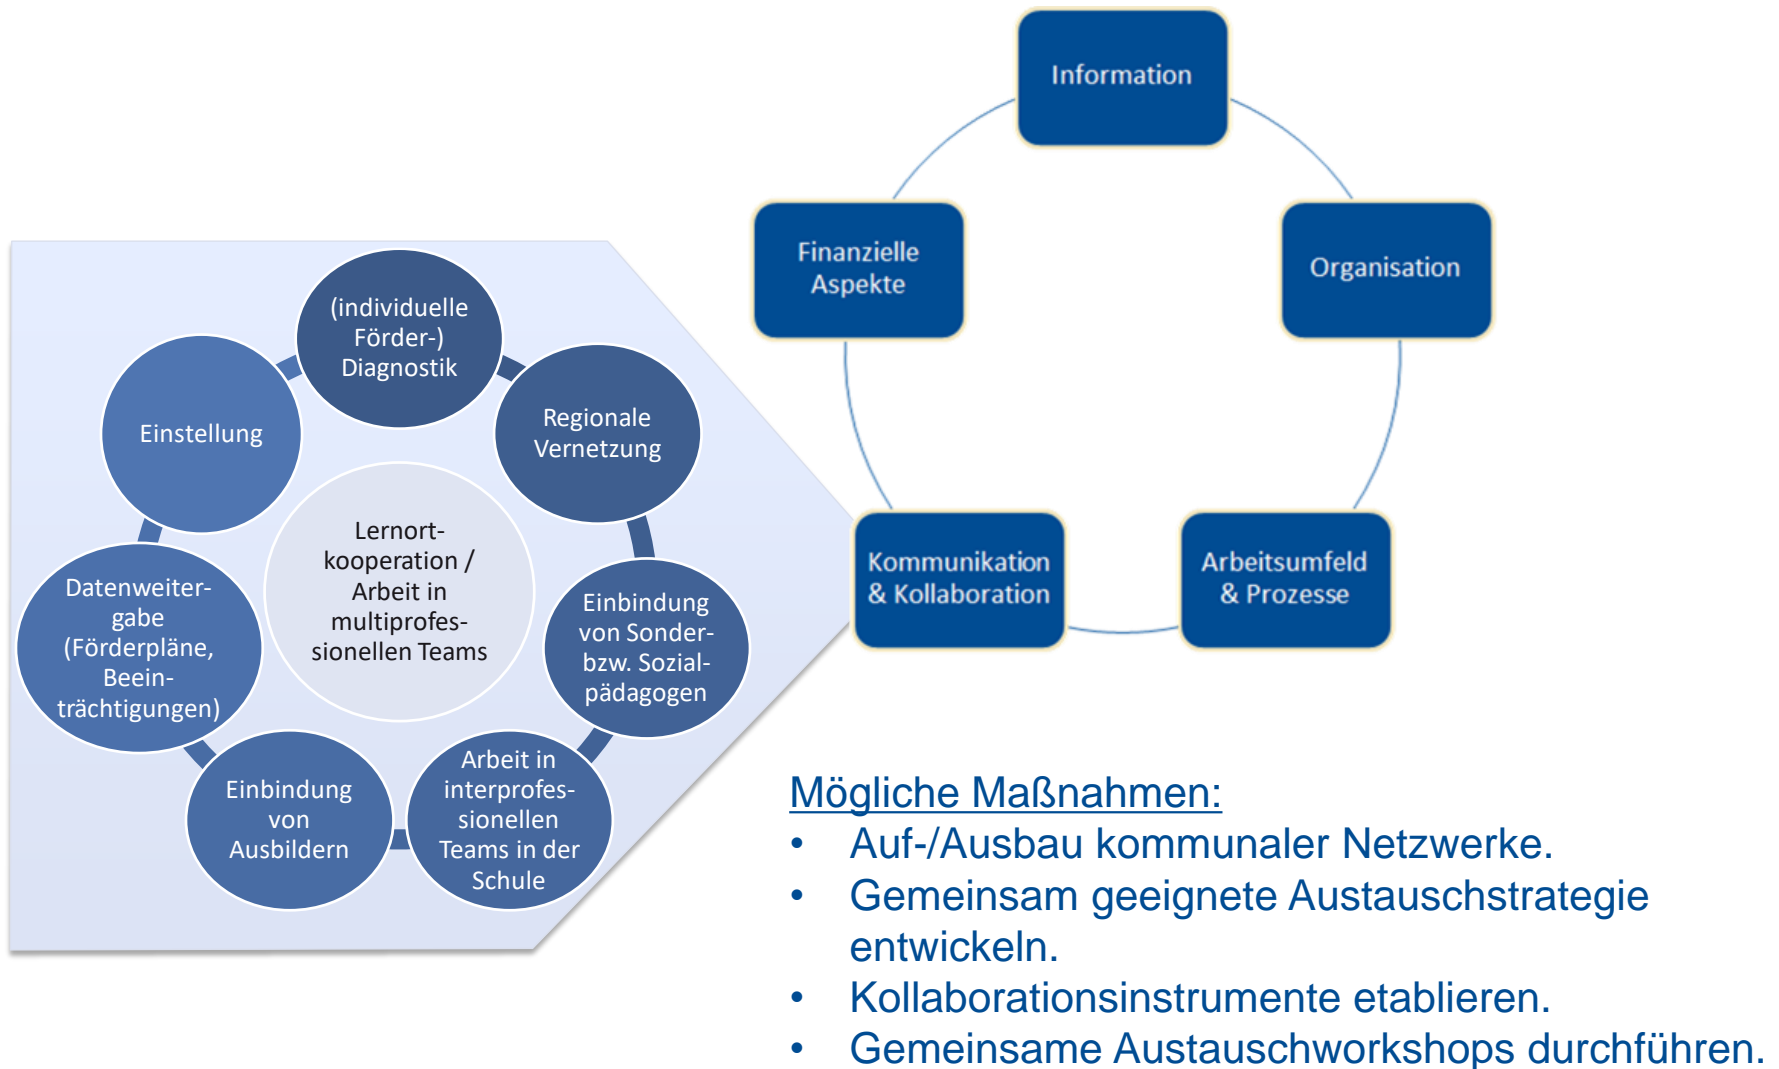 Information
Finanzielle
Aspekte
Organisation
Kommunikation
& Kollaboration
Arbeitsumfeld
& Prozesse
(individuelle
Förder-)
Diagnostik
Regionale
Vernetzung
Einbindung
von Sonder-
bzw. Sozial-
pädagogen
Arbeit in
interprofes-
sionellen
Teams in der
Schule
Einbindung
von
Ausbildern
Datenweiter-
gabe
(Förderpläne,
Beein-
trächtigungen)
Einstellung
Lernort-
kooperation /
Arbeit in
multiprofes-
sionellen Teams
Mögliche Maßnahmen:
• Auf-/Ausbau kommunaler Netzwerke.
• Gemeinsam geeignete Austauschstrategie
entwickeln.
• Kollaborationsinstrumente etablieren.
• Gemeinsame Austauschworkshops durchführen.